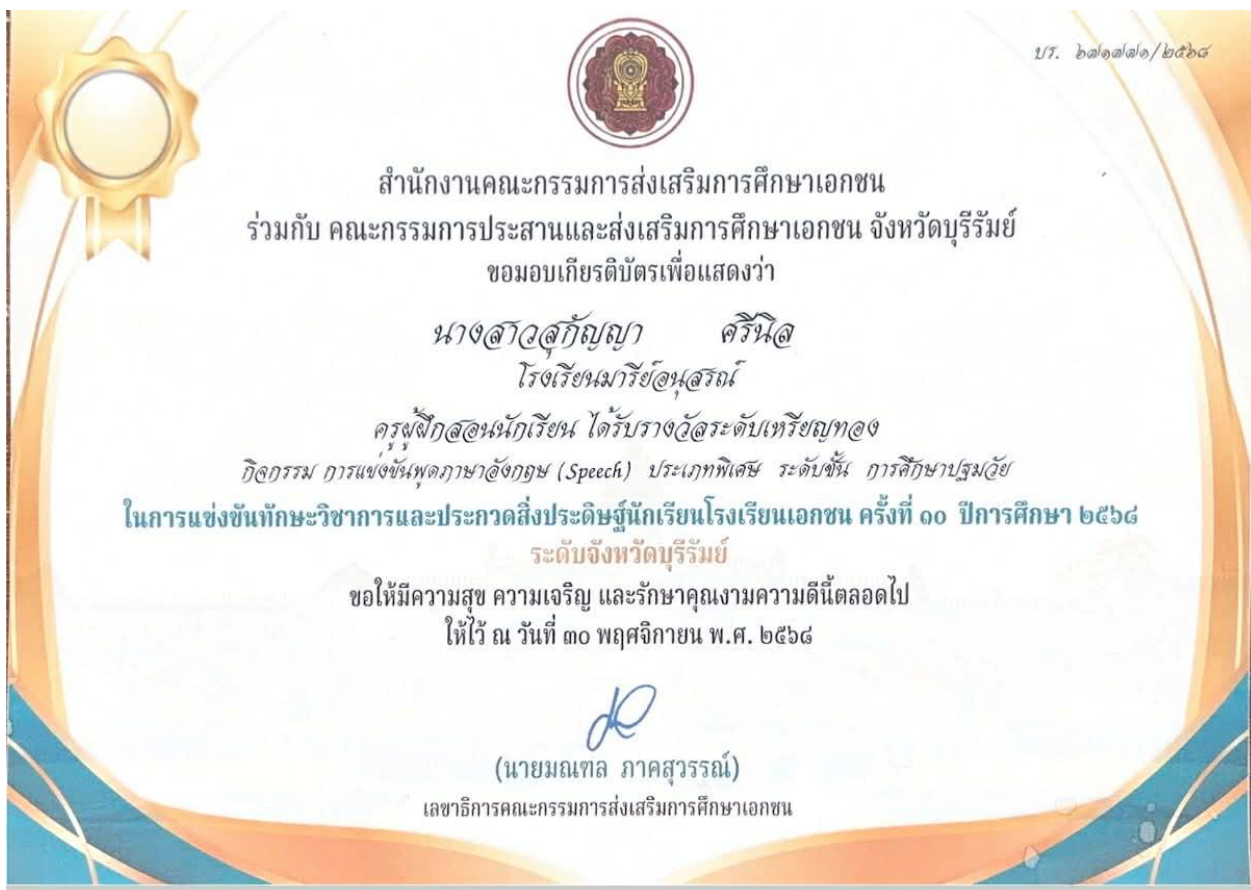 บร. ๒๗๑๗๗๑/๒๕๖๘
สำนักงานคณะกรรมการส่งเสริมการศึกษาเอกชน
ร่วมกับ คณะกรรมการประสานและส่งเสริมการศึกษาเอกชน จังหวัดบุรีรัมย์
ขอมอบเกียรติบัตรเพื่อแสดงว่า
นางสาวสุกัญญา ศรีนิล
โรงเรียนมารีย์อนุสรณ์
ครูผู้ฝึกสอนนักเรียน ได้รับรางวัลระดับเหรียญทอง
กิจกรรม การแข่งขันพูดภาษาอังกฤษ (Speech) ประเภทพิเศษ ระดับชั้น การศึกษาปฐมวัย
ในการแข่งขันทักษะวิชาการและประกวดสิ่งประดิษฐ์นักเรียนโรงเรียนเอกชน ครั้งที่ ๑๐ ปีการศึกษา ๒๕๖๘
ระดับจังหวัดบุรีรัมย์
ขอให้มีความสุข ความเจริญ และรักษาคุณงามความดีนี้ตลอดไป
ให้ไว้ ณ วันที่ ๓๐ พฤศจิกายน พ.ศ. ๒๕๖๘
(นายมณฑล ภาคสุวรรณ์)
เลขาธิการคณะกรรมการส่งเสริมการศึกษาเอกชน